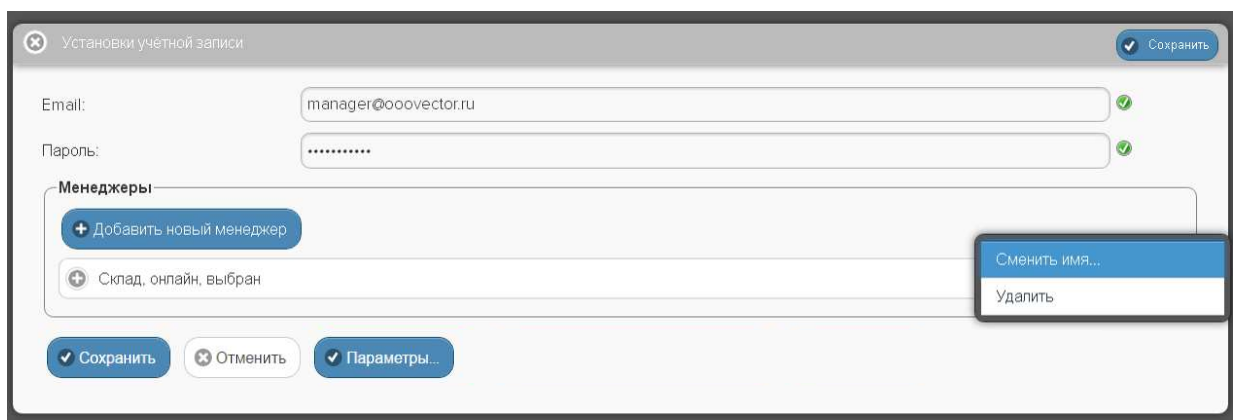 Установки учётной записи
Сохранить
Email:
manager@ooovector.ru
Пароль:
•••••••••••
Менеджеры
Добавить новый менеджер
Склад, онлайн, выбран
Сменить имя...
Удалить
Сохранить
Отменить
Параметры...